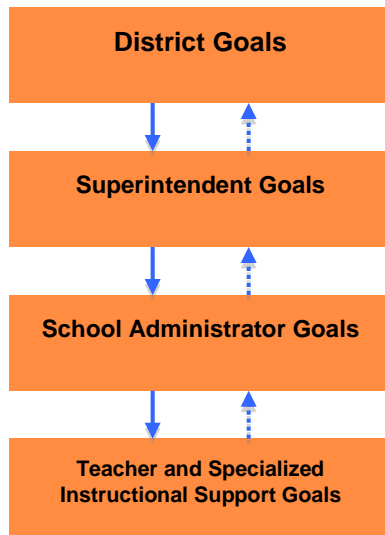 District Goals
Superintendent Goals
School Administrator Goals
Teacher and Specialized
Instructional Support Goals